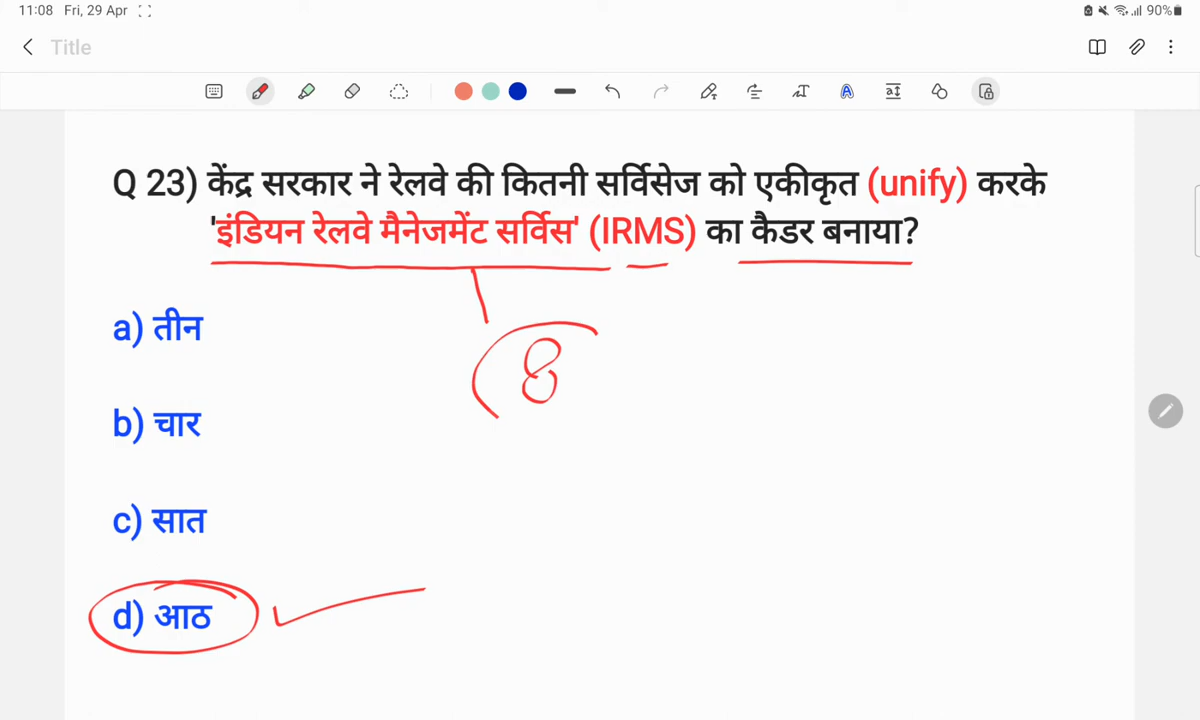 11:08 Fri, 29 Apr
90%
Title
Q 23) केंद्र सरकार ने रेलवे की कितनी सर्विसेज को एकीकृत (unify) करके
'इंडियन रेलवे मैनेजमेंट सर्विस' (IRMS) का कैडर बनाया?
8
a) तीन
b) चार
c) सात
d) आठ